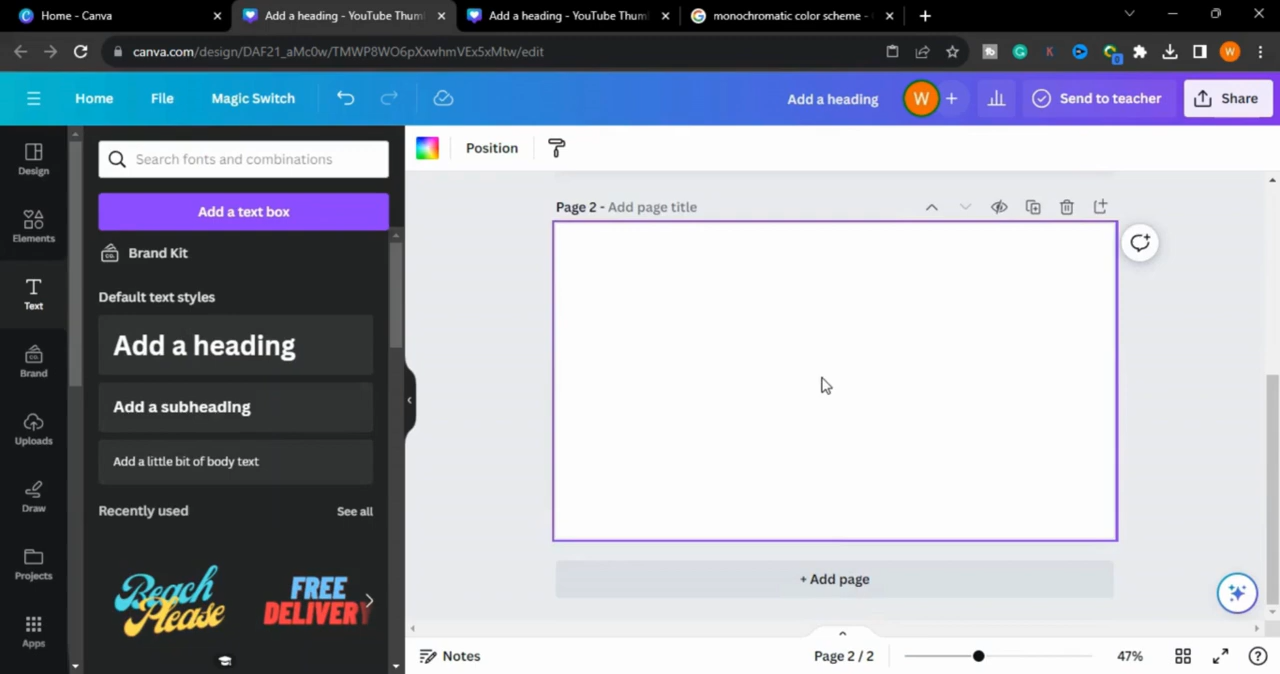 Home - Canva
Add a heading - YouTube Thum
Add a heading - YouTube Thum
monochromatic color scheme -
canva.com/design/DAF21_aMc0w/TMWP8WO6pXxwhmVEx5xMtw/edit
W
Home
File
Magic Switch
Add a heading
W
Send to teacher
Share
Design
Elements
Text
Brand
Uploads
Draw
Projects
Apps
Search fonts and combinations
Add a text box
Brand Kit
Default text styles
Add a heading
Add a subheading
Add a little bit of body text
Recently used
See all
Beach
Please
FREE
DELIVERY
Position
Page 2 - Add page title
+ Add page
Notes
Page 2 / 2
47%